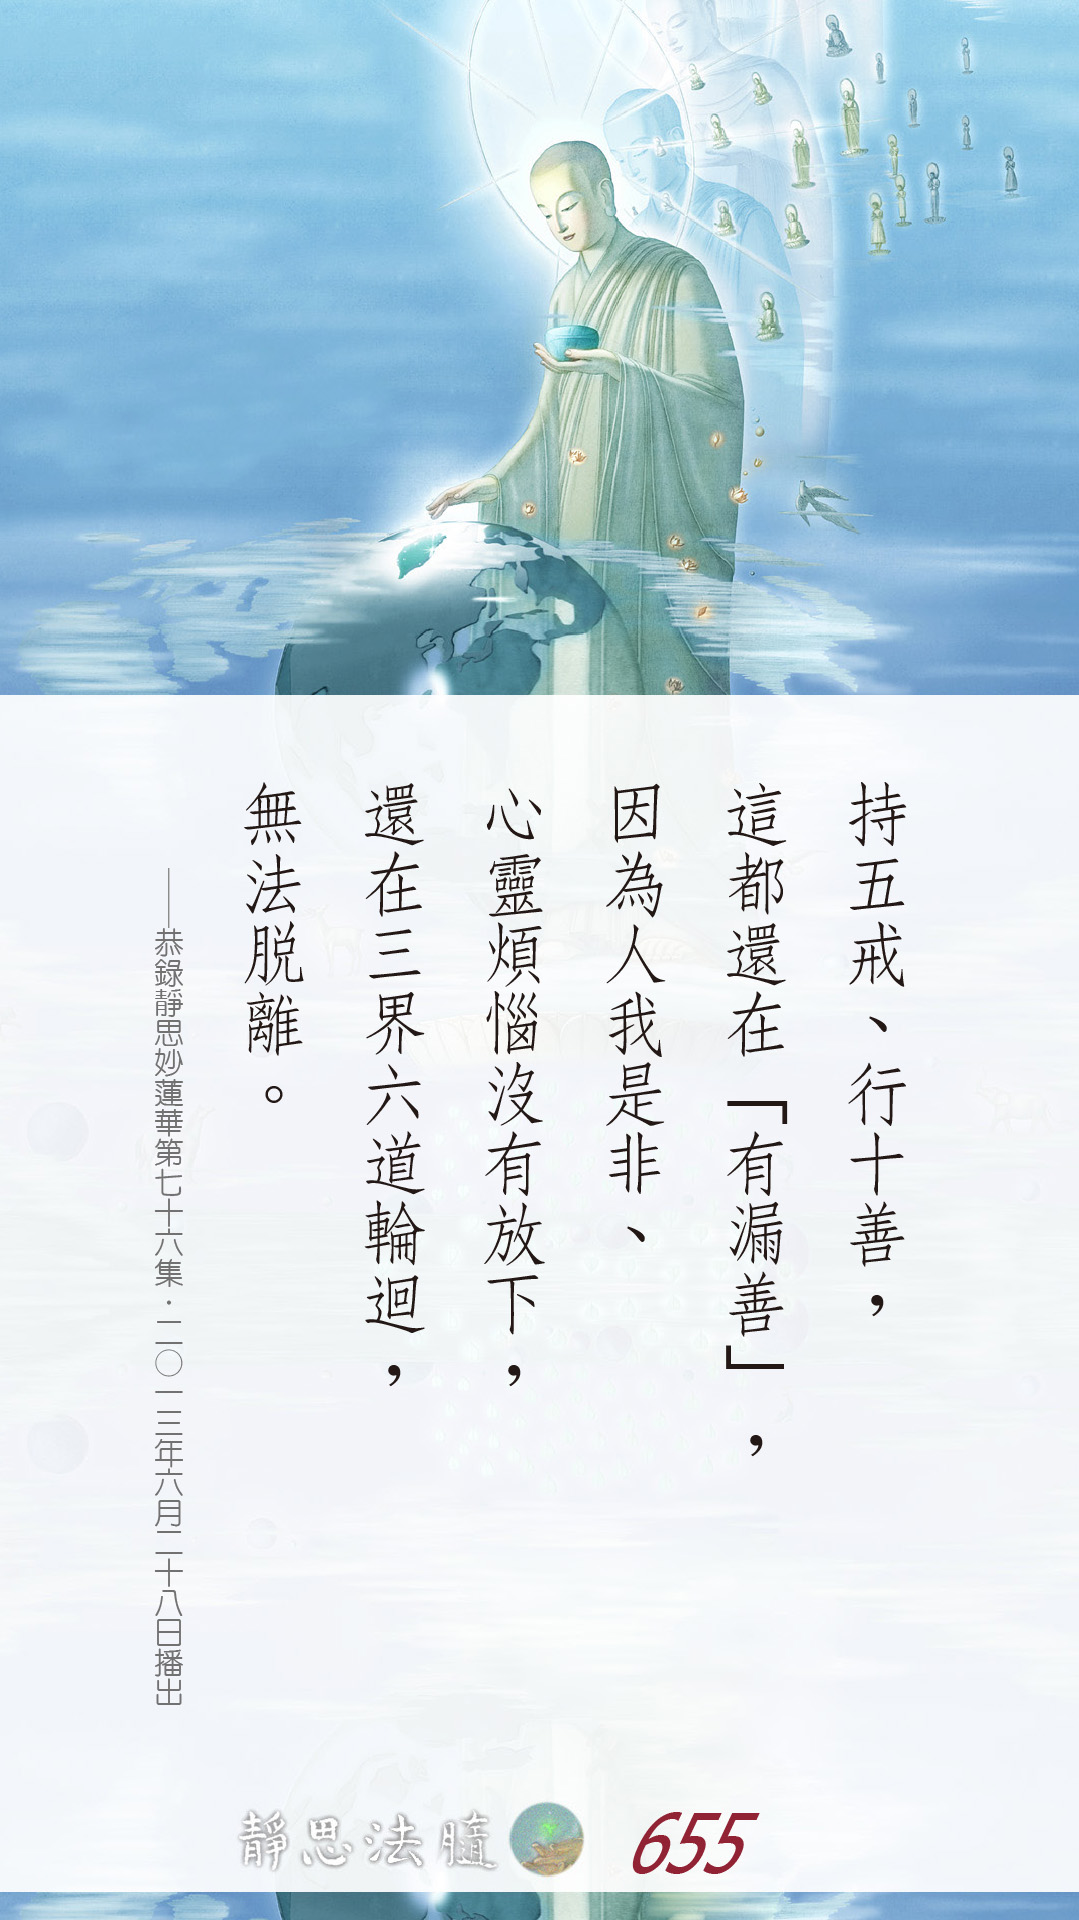 持五戒、行十善，
這都還在「有漏善」，
因為人我是非、
心靈煩惱沒有放下，
還在三界六道輪迴，
無法脫離。
——恭錄靜思妙蓮華第七十六集．二〇一三年六月二十八日播出
靜思法髓 655